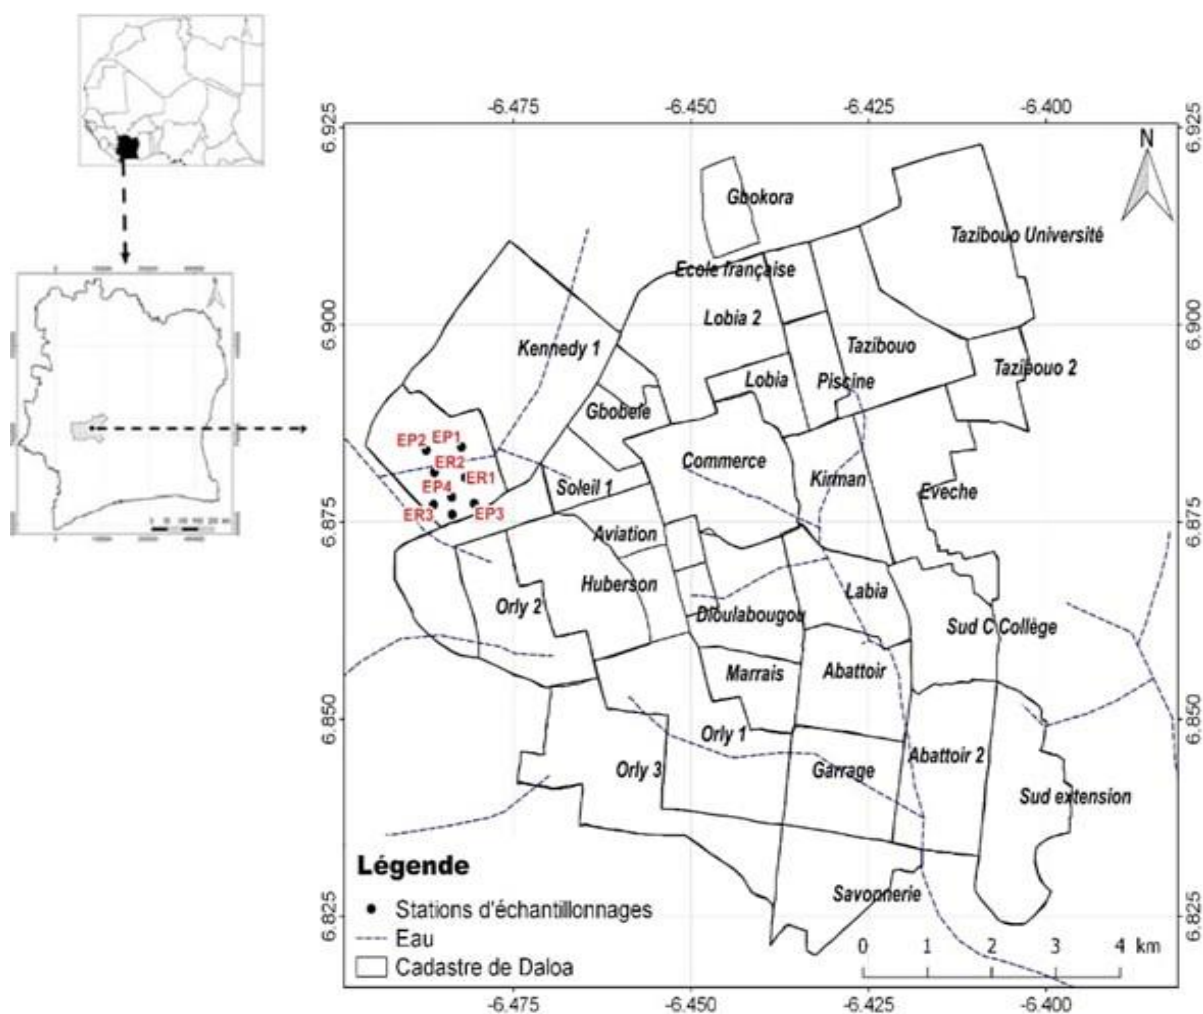 -6.475 -6.450 -6.425 -6.400
6.925 6.925
N
Gbokora
Tazibouo Université
Ecole française
6.900 6.900
Lobia 2
Kennedy 1
Tazibouo
Tazibouo 2
Lobia
Piscine
Gbobele
EP2 EP1
Commerce
ER2
Kirman
ER1
Soleil 1
EP4
Eveche
ER3 EP3
6.875 6.875
Aviation
Huberson
Labia
Orly 2
Dioulabougou
Sud C Collège
Marrais
Abattoir
6.850 6.850
Orly 1
Abattoir 2
Orly 3
Garrage
Sud extension
Légende
Savonnerie
Stations d'échantillonnages
6.825 6.825
Eau
0 1 2 3 4 km
Cadastre de Daloa
-6.475 -6.450 -6.425 -6.400